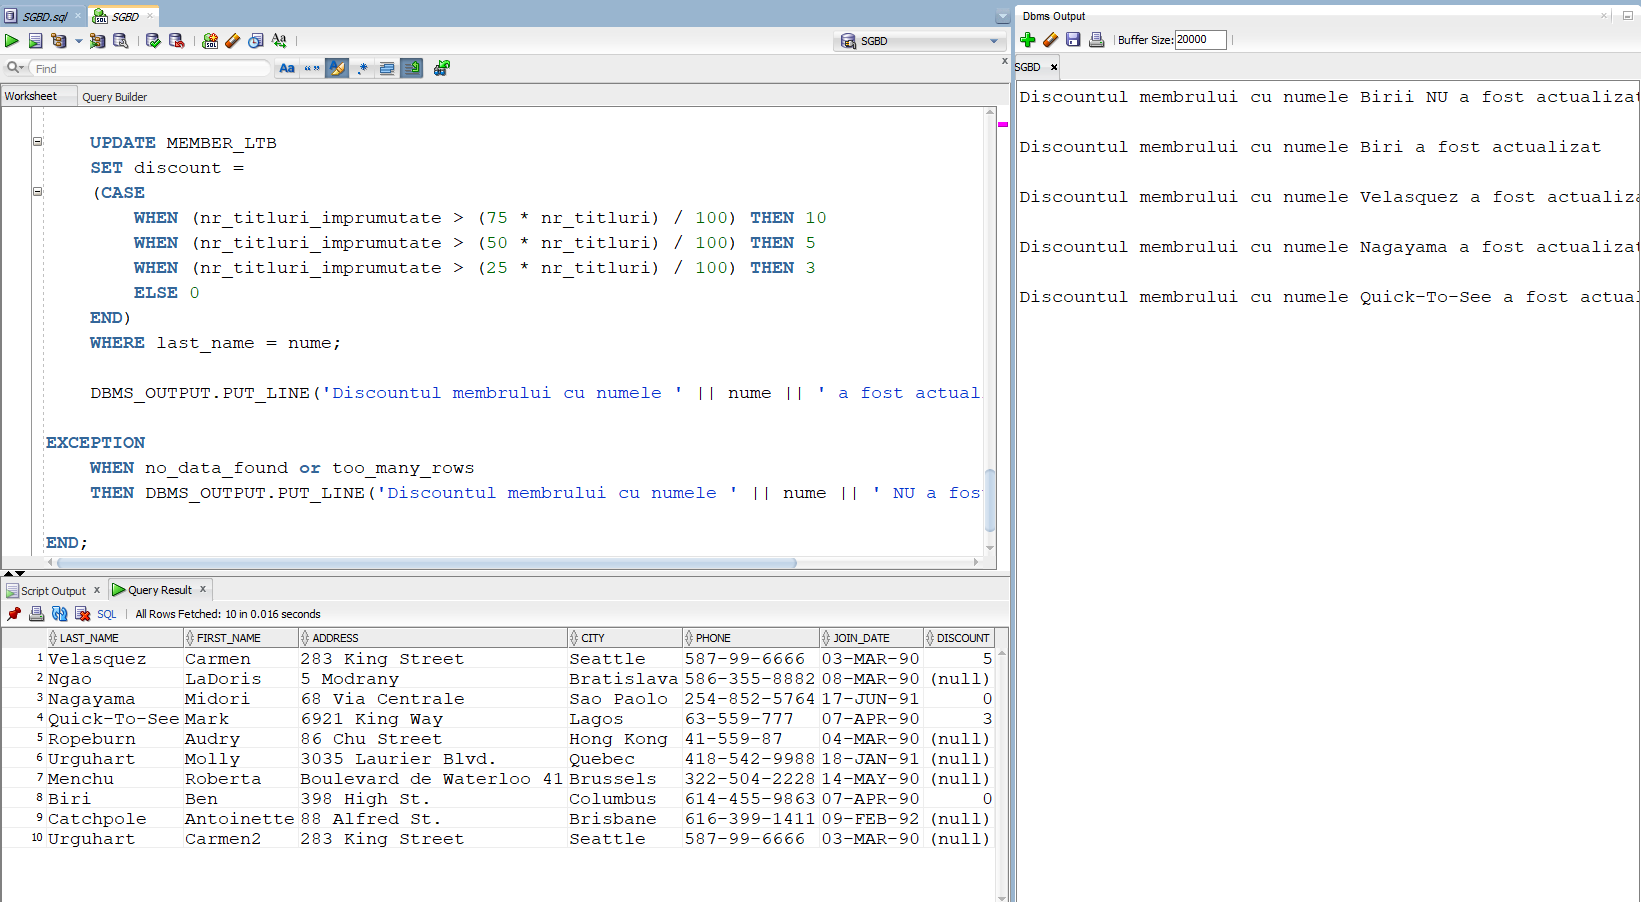 SGBD.sql
SGBD
SGBD
Find
Aa
Worksheet
Query Builder
UPDATE MEMBER_LTB
SET discount =
(CASE
WHEN (nr_titluri_imprumutate > (75 * nr_titluri) / 100) THEN 10
WHEN (nr_titluri_imprumutate > (50 * nr_titluri) / 100) THEN 5
WHEN (nr_titluri_imprumutate > (25 * nr_titluri) / 100) THEN 3
ELSE 0
END)
WHERE last_name = nume;
DBMS_OUTPUT.PUT_LINE('Discountul membrului cu numele ' || nume || ' a fost actual
EXCEPTION
WHEN no_data_found or too_many_rows
THEN DBMS_OUTPUT.PUT_LINE('Discountul membrului cu numele ' || nume || ' NU a fos
END;
Script Output x
Query Result x
SQL | All Rows Fetched: 10 in 0.016 seconds
LAST_NAME FIRST_NAME ADDRESS CITY PHONE JOIN_DATE DISCOUNT
1 Velasquez Carmen 283 King Street Seattle 587-99-6666 03-MAR-90 5
2 Ngao LaDoris 5 Modrany Bratislava 586-355-8882 08-MAR-90 (null)
3 Nagayama Midori 68 Via Centrale Sao Paolo 254-852-5764 17-JUN-91 0
4 Quick-To-See Mark 6921 King Way Lagos 63-559-777 07-APR-90 3
5 Ropeburn Audry 86 Chu Street Hong Kong 41-559-87 04-MAR-90 (null)
6 Urguhart Molly 3035 Laurier Blvd. Quebec 418-542-9988 18-JAN-91 (null)
7 Menchu Roberta Boulevard de Waterloo 41 Brussels 322-504-2228 14-MAY-90 (null)
8 Biri Ben 398 High St. Columbus 614-455-9863 07-APR-90 0
9 Catchpole Antoinette 88 Alfred St. Brisbane 616-399-1411 09-FEB-92 (null)
10 Urguhart Carmen2 283 King Street Seattle 587-99-6666 03-MAR-90 (null)
Dbms Output
Buffer Size: 20000
SGBD x
Discountul membrului cu numele Birii NU a fost actualizat
Discountul membrului cu numele Biri a fost actualizat
Discountul membrului cu numele Velasquez a fost actualiza
Discountul membrului cu numele Nagayama a fost actualizat
Discountul membrului cu numele Quick-To-See a fost actual